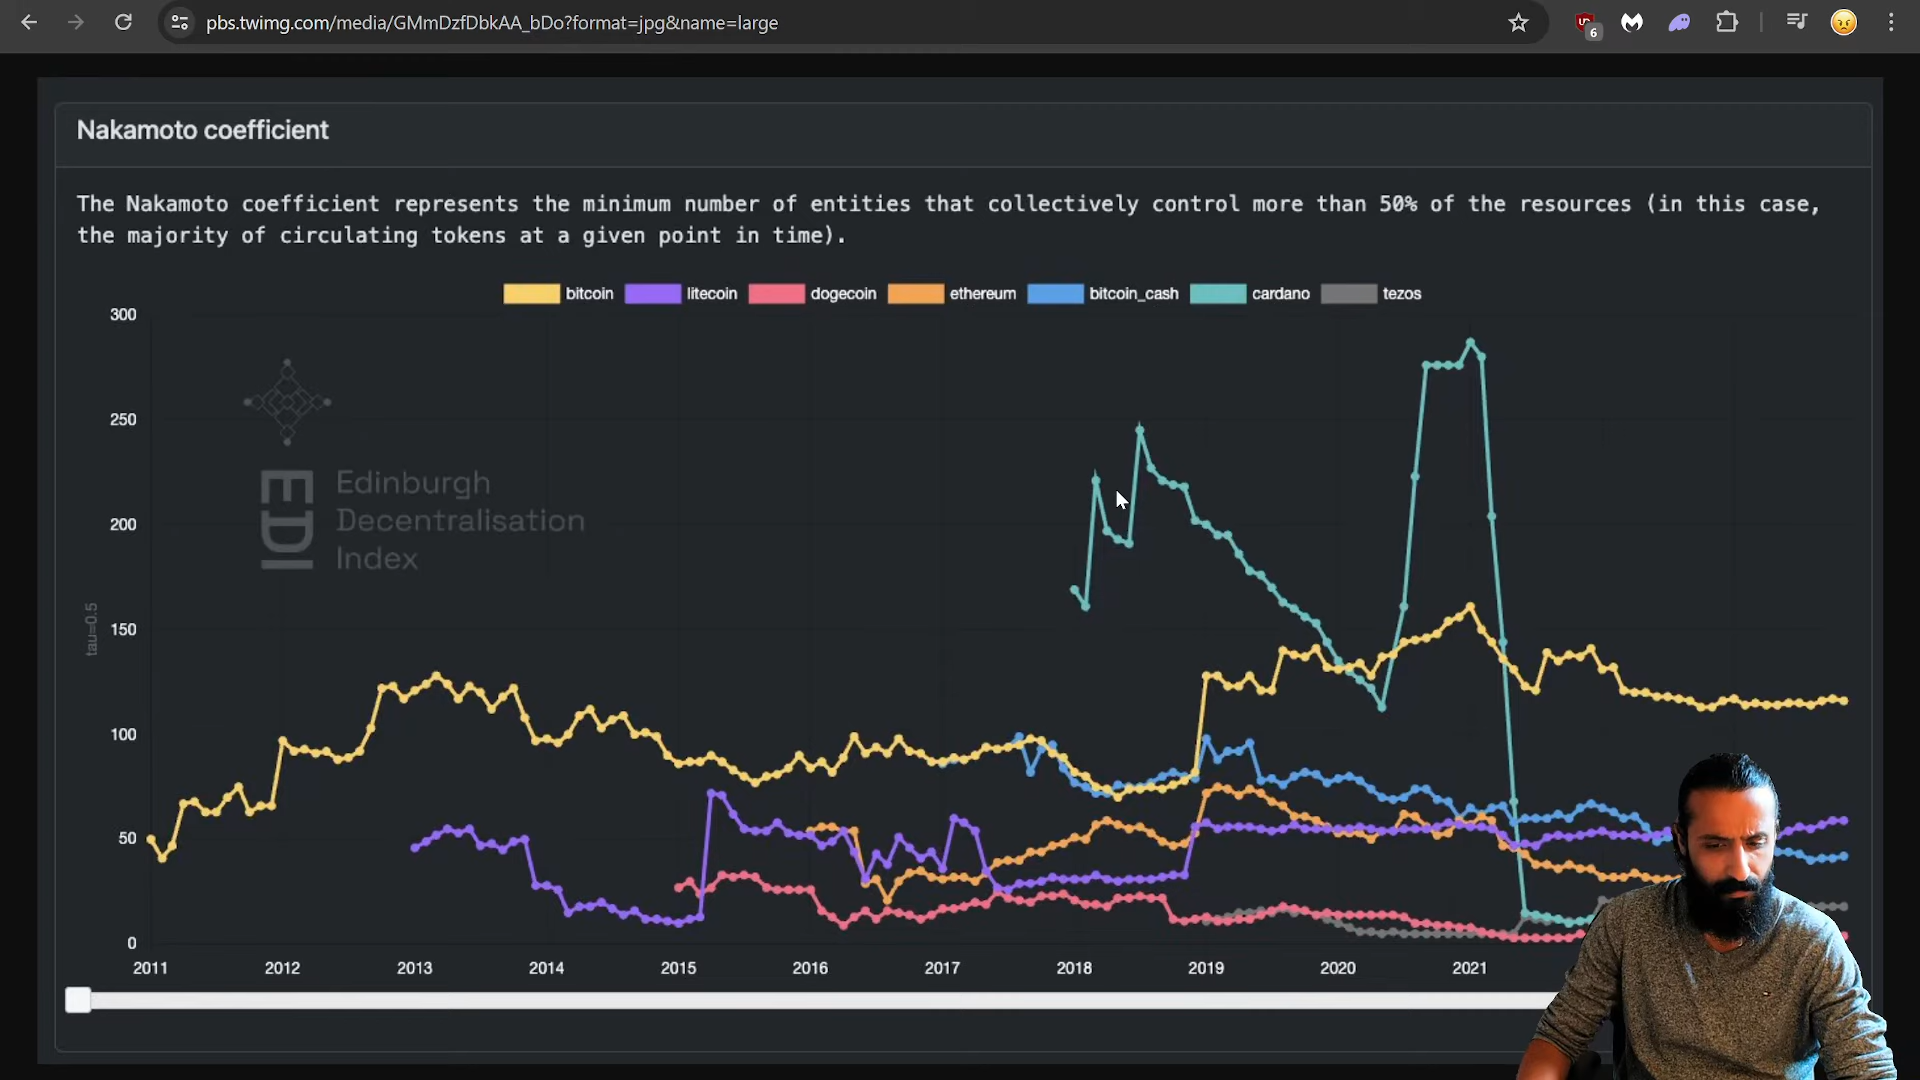 pbs.twimg.com/media/GMmDzfDbkAA_bDo?format=jpg&name=large
6
Nakamoto coefficient
The Nakamoto coefficient represents the minimum number of entities that collectively control more than 50% of the resources (in this case,
the majority of circulating tokens at a given point in time).
bitcoin litecoin dogecoin ethereum bitcoin_cash cardano tezos
300
250
200
150
100
50
0
tau=0.5
EDI
Edinburgh
Decentralisation
Index
2011 2012 2013 2014 2015 2016 2017 2018 2019 2020 2021